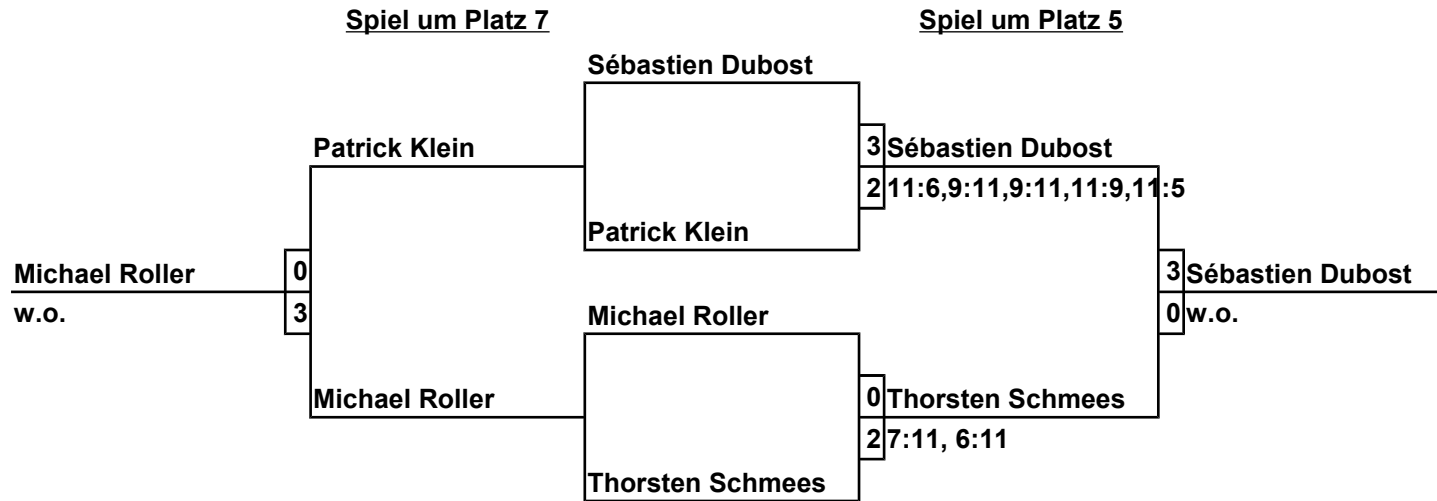 Spiel um Platz 7
Spiel um Platz 5
Sébastien Dubost
Patrick Klein
3 Sébastien Dubost
2 11:6,9:11,9:11,11:9,11:5
Patrick Klein
Michael Roller 0
3 Sébastien Dubost
w.o. 3
Michael Roller
0 w.o.
Michael Roller
0 Thorsten Schmees
2 7:11, 6:11
Thorsten Schmees